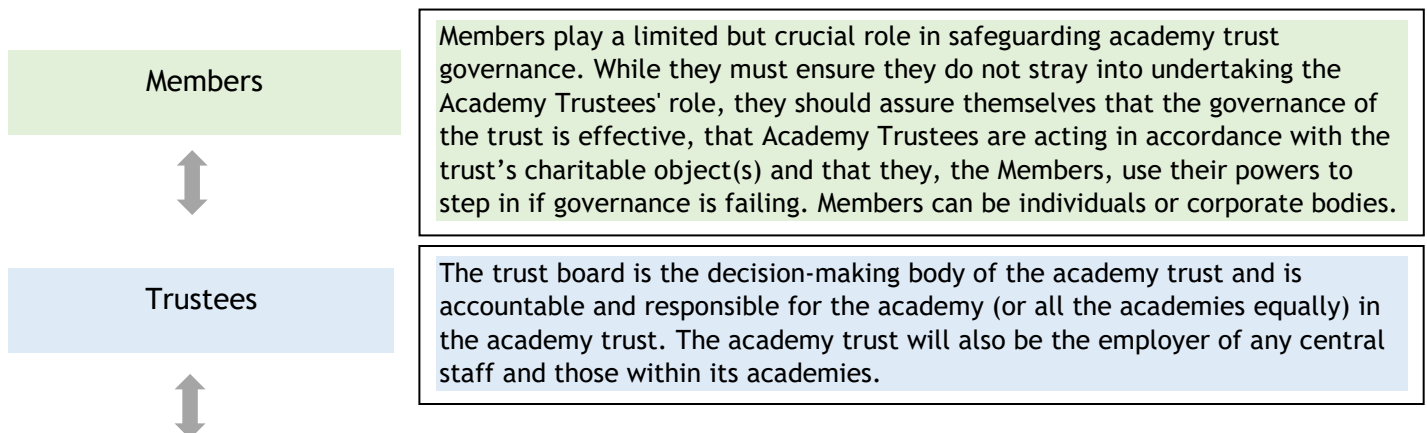 Members
Members play a limited but crucial role in safeguarding academy trust
governance. While they must ensure they do not stray into undertaking the
Academy Trustees' role, they should assure themselves that the governance of
the trust is effective, that Academy Trustees are acting in accordance with the
trust’s charitable object(s) and that they, the Members, use their powers to
step in if governance is failing. Members can be individuals or corporate bodies.
Trustees
The trust board is the decision-making body of the academy trust and is
accountable and responsible for the academy (or all the academies equally) in
the academy trust. The academy trust will also be the employer of any central
staff and those within its academies.